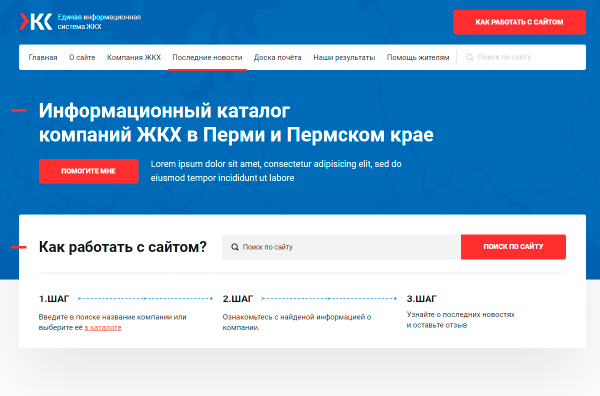 ЖКХ
Единая информационная
система ЖКХ
КАК РАБОТАТЬ С САЙТОМ
Главная О сайте Компания ЖКХ Последние новости Доска почёта Наши результаты Помощь жителям Поиск по сайту
Информационный каталог
компаний ЖКХ в Перми и Пермском крае
ПОМОГИТЕ МНЕ
Lorem ipsum dolor sit amet, consectetur adipisicing elit, sed do
eiusmod tempor incididunt ut labore
Как работать с сайтом?
Поиск по сайту
ПОИСК ПО САЙТУ
1.ШАГ
Введите в поиске название компании или
выберите её в каталоге
2.ШАГ
Ознакомьтесь с найденой информацией о
компании.
3.ШАГ
Узнайте о последних новостях
и оставьте отзыв